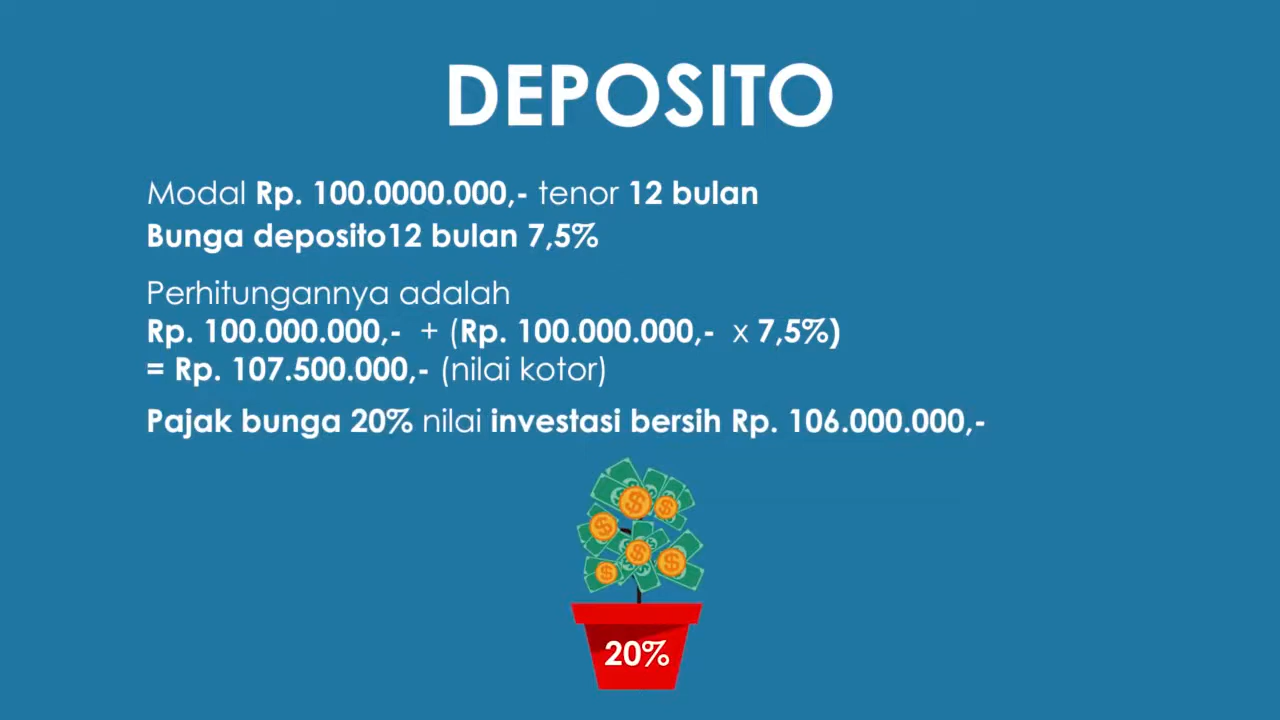 DEPOSITO
Modal Rp. 100.0000.000,- tenor 12 bulan
Bunga deposito12 bulan 7,5%
Perhitungannya adalah
Rp. 100.000.000,- + (Rp. 100.000.000,- x 7,5%)
= Rp. 107.500.000,- (nilai kotor)
Pajak bunga 20% nilai investasi bersih Rp. 106.000.000,-
20%